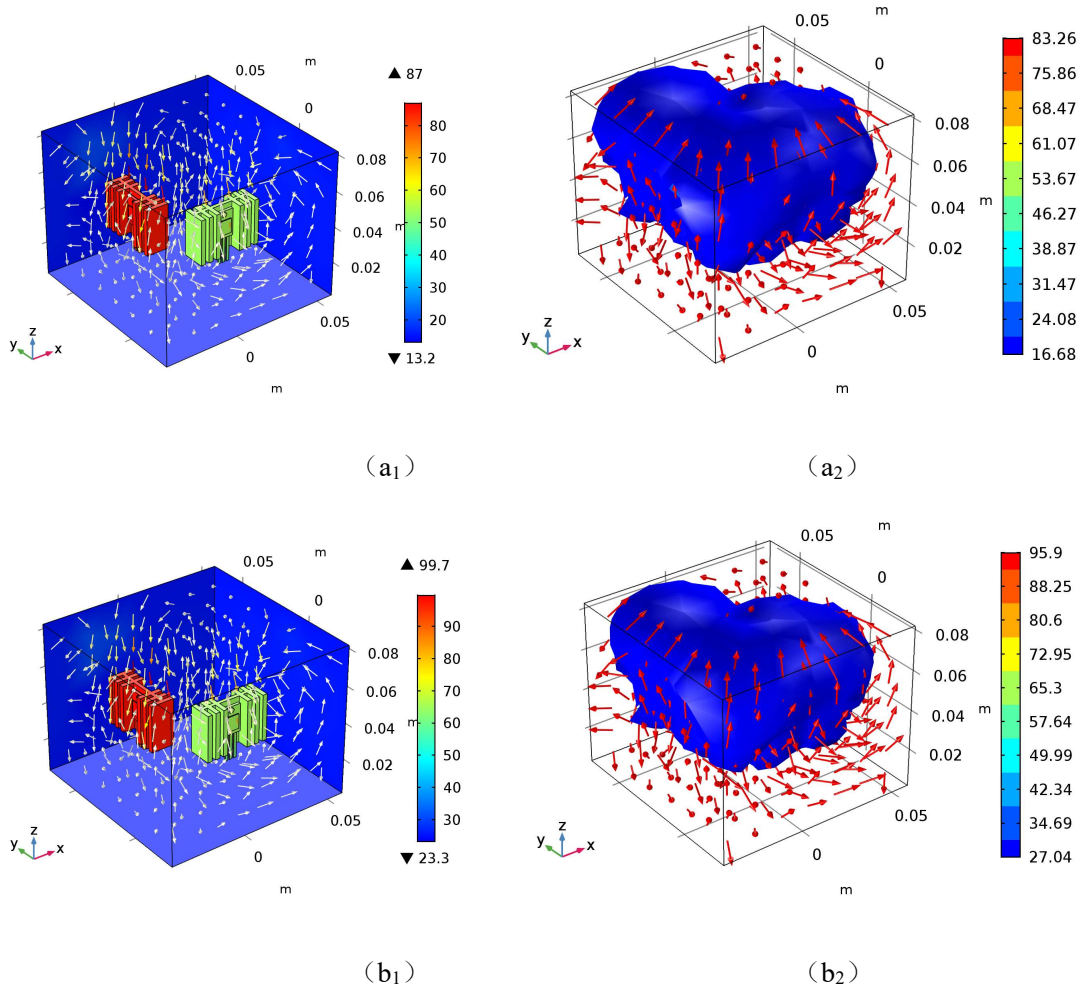 m
0.05
0
▲ 87
80
70
60
50
40
30
20
▼ 13.2
0.08
0.06
0.04
m
0.02
0.05
0
m
z
y
x
(a1)
m
0.05
0
0.08
0.06
0.04
m
0.02
0.05
0
m
z
y
x
83.26
75.86
68.47
61.07
53.67
46.27
38.87
31.47
24.08
16.68
(a2)
m
0.05
0
▲ 99.7
90
80
70
60
50
40
30
▼ 23.3
0.08
0.06
0.04
m
0.02
0.05
0
m
z
y
x
(b1)
m
0.05
0
0.08
0.06
0.04
m
0.02
0.05
0
m
z
y
x
95.9
88.25
80.6
72.95
65.3
57.64
49.99
42.34
34.69
27.04
(b2)